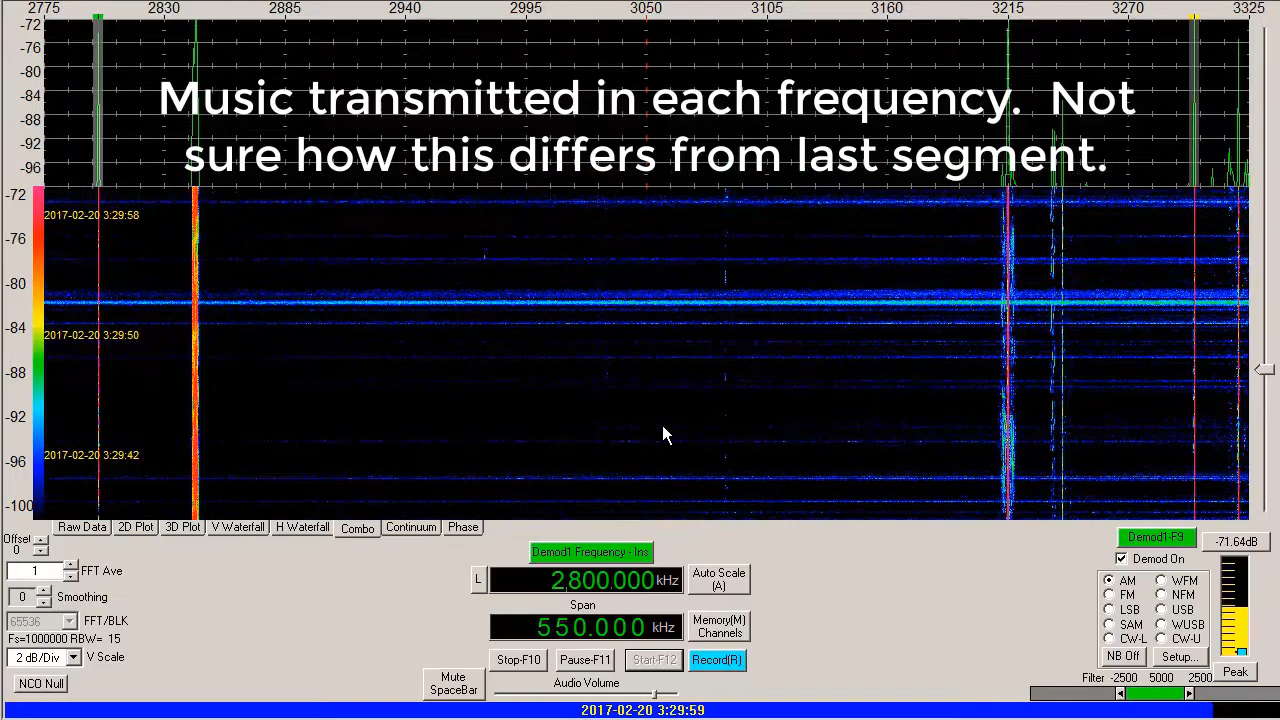 2775 2830 2885 2940 2995 3050 3105 3160 3215 3270 3325
-72
-76
-80
-84
-88
-92
-96
Music transmitted in each frequency. Not
sure how this differs from last segment.
-72
2017-02-20 3:29:58
-76
-80
-84
2017-02-20 3:29:50
-88
-92
2017-02-20 3:29:42
-96
-100
Raw Data 2D Plot 3D Plot V Waterfall H Waterfall Combo Continuum Phase
Offset
0
1 FFT Ave
0 Smoothing
65536 FFT/BLK
Fs=1000000 RBW= 15
2 dB/Div V Scale
NCO Null
Demod1 Frequency - Ins
L 2,800.000 kHz
Auto Scale
(A)
Span
550.000 kHz
Memory(M)
Channels
Stop-F10 Pause-F11 Start-F12 Record(R)
Mute
SpaceBar
Audio Volume
Demod1-F9 -71.64dB
Demod On
AM WFM
FM NFM
LSB USB
SAM WUSB
CW-L CW-U
NB Off Setup...
Peak
Filter -2500 5000 2500
2017-02-20 3:29:59